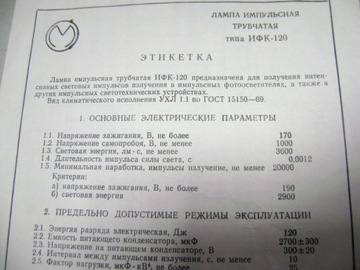 ЛАМПА ИМПУЛЬСНАЯ
ТРУБЧАТАЯ
типа ИФК-120
ЭТИКЕТКА
Лампа импульсная трубчатая ИФК-120 предназначена для получения интен-
сивных световых импульсов излучения в импульсных фотоосветителях, а также в
других импульсных светотехнических устройствах.
Вид климатического исполнения УХЛ 1.1 по ГОСТ 15150—69.
1. ОСНОВНЫЕ ЭЛЕКТРИЧЕСКИЕ ПАРАМЕТРЫ
1.1. Напряжение зажигания, В, не более 170
1.2. Напряжение самопробоя, В, не менее 1000
1.3. Световая энергия, лм·с, не менее 3600
1.4. Длительность импульса силы света, с 0,0012
1.5. Минимальная наработка, импульсы излучения, не менее 20000
Критерии:
а) напряжение зажигания, В, не более 190
б) световая энергия 2900
2. ПРЕДЕЛЬНО ДОПУСТИМЫЕ РЕЖИМЫ ЭКСПЛУАТАЦИИ
2.1. Энергия разряда электрическая, Дж 120
2.2. Емкость питающего конденсатора, мкФ 2700±300
2.3. Напряжение на питающем конденсаторе, В 300±20
2.4. Интервал между импульсами излучения, с, не менее 10
2.5. Фактор нагрузки, мкФ·кВ⁴, не более